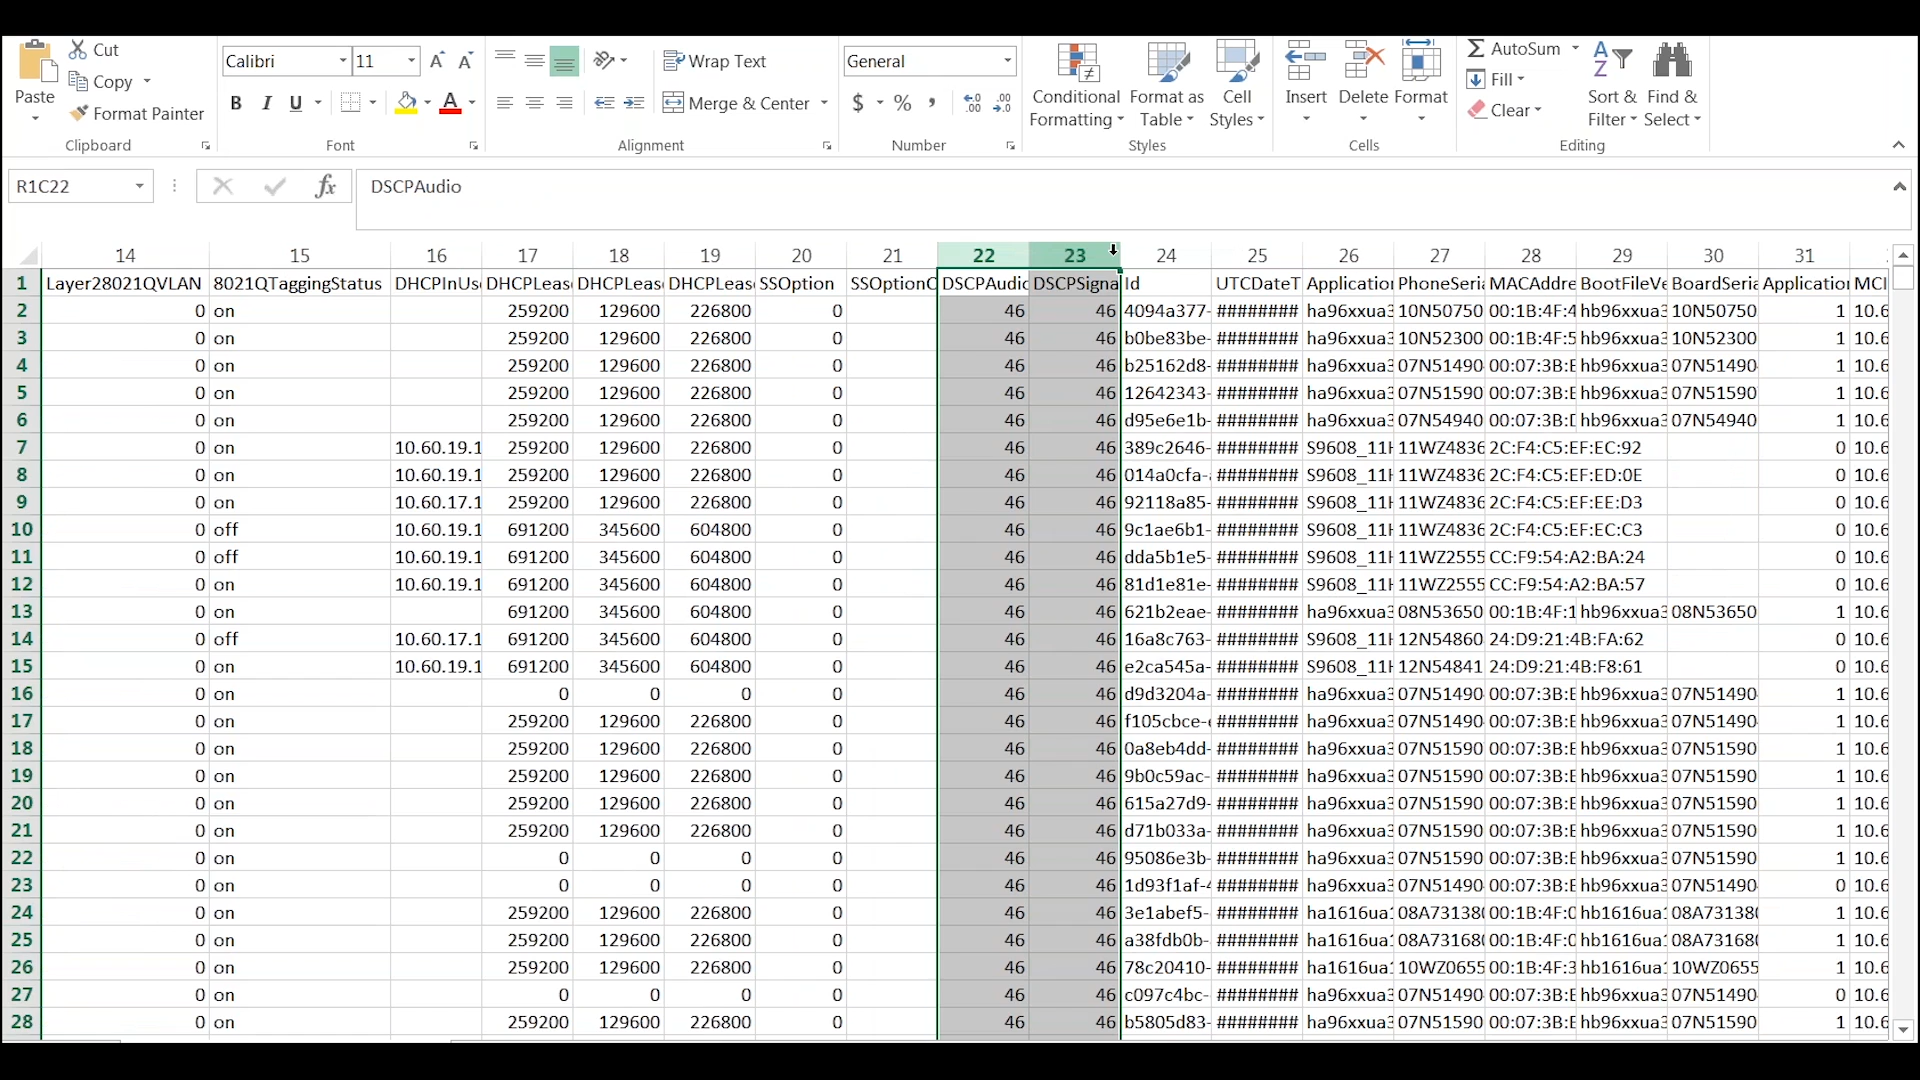 Cut
Calibri 11 Wrap Text General AutoSum
Copy Fill
Paste Format Painter B I U Merge & Center $ % , .00 Conditional Formatting Format as Table Cell Styles Insert Delete Format Clear Sort & Filter Find & Select
Clipboard Font Alignment Number Styles Cells Editing
R1C22 fx DSCPAudio
14 15 16 17 18 19 20 21 22 23 24 25 26 27 28 29 30 31
1 Layer28021QVLAN 8021QTaggingStatus DHCPInUs DHCPLeas DHCPLeas DHCPLeas SSOption SSOptionC DSCPAudio DSCPSigna Id UTCDateT Application PhoneSeria MACAddre BootFileVe BoardSeria Application MCI
2 0 on 259200 129600 226800 0 46 46 4094a377- ######## ha96xxua3 10N50750 00:1B:4F:4 hb96xxua3 10N50750 1 10.6
3 0 on 259200 129600 226800 0 46 46 b0be83be- ######## ha96xxua3 10N52300 00:1B:4F:5 hb96xxua3 10N52300 1 10.6
4 0 on 259200 129600 226800 0 46 46 b25162d8- ######## ha96xxua3 07N51490 00:07:3B:E hb96xxua3 07N51490 1 10.6
5 0 on 259200 129600 226800 0 46 46 12642343- ######## ha96xxua3 07N51590 00:07:3B:E hb96xxua3 07N51590 1 10.6
6 0 on 259200 129600 226800 0 46 46 d95e6e1b- ######## ha96xxua3 07N54940 00:07:3B:D hb96xxua3 07N54940 1 10.6
7 0 on 10.60.19.1 259200 129600 226800 0 46 46 389c2646- ######## S9608_11H 11WZ4836 2C:F4:C5:EF:EC:92 0 10.6
8 0 on 10.60.19.1 259200 129600 226800 0 46 46 014a0cfa- ######## S9608_11H 11WZ4836 2C:F4:C5:EF:ED:0E 0 10.6
9 0 on 10.60.17.1 259200 129600 226800 0 46 46 92118a85- ######## S9608_11H 11WZ4836 2C:F4:C5:EF:EE:D3 0 10.6
10 0 off 10.60.19.1 691200 345600 604800 0 46 46 9c1ae6b1- ######## S9608_11H 11WZ4836 2C:F4:C5:EF:EC:C3 0 10.6
11 0 off 10.60.19.1 691200 345600 604800 0 46 46 dda5b1e5- ######## S9608_11H 11WZ2555 CC:F9:54:A2:BA:24 0 10.6
12 0 on 10.60.19.1 691200 345600 604800 0 46 46 81d1e81e- ######## S9608_11H 11WZ2555 CC:F9:54:A2:BA:57 0 10.6
13 0 on 691200 345600 604800 0 46 46 621b2eae- ######## ha96xxua3 08N53650 00:1B:4F:1 hb96xxua3 08N53650 1 10.6
14 0 off 10.60.17.1 691200 345600 604800 0 46 46 16a8c763- ######## S9608_11H 12N54860 24:D9:21:4B:FA:62 0 10.6
15 0 on 10.60.19.1 691200 345600 604800 0 46 46 e2ca545a- ######## S9608_11H 12N54841 24:D9:21:4B:F8:61 0 10.6
16 0 on 0 0 0 0 46 46 d9d3204a- ######## ha96xxua3 07N51490 00:07:3B:E hb96xxua3 07N51490 1 10.6
17 0 on 259200 129600 226800 0 46 46 f105cbce- ######## ha96xxua3 07N51490 00:07:3B:E hb96xxua3 07N51490 1 10.6
18 0 on 259200 129600 226800 0 46 46 0a8eb4dd- ######## ha96xxua3 07N51590 00:07:3B:E hb96xxua3 07N51590 1 10.6
19 0 on 259200 129600 226800 0 46 46 9b0c59ac- ######## ha96xxua3 07N51590 00:07:3B:E hb96xxua3 07N51590 1 10.6
20 0 on 259200 129600 226800 0 46 46 615a27d9- ######## ha96xxua3 07N51590 00:07:3B:E hb96xxua3 07N51590 1 10.6
21 0 on 259200 129600 226800 0 46 46 d71b033a- ######## ha96xxua3 07N51590 00:07:3B:E hb96xxua3 07N51590 1 10.6
22 0 on 0 0 0 0 46 46 95086e3b- ######## ha96xxua3 07N51590 00:07:3B:E hb96xxua3 07N51590 1 10.6
23 0 on 0 0 0 0 46 46 1d93f1af- ######## ha96xxua3 07N51490 00:07:3B:E hb96xxua3 07N51490 0 10.6
24 0 on 259200 129600 226800 0 46 46 3e1abef5- ######## ha1616ua1 08A73138 00:1B:4F:0 hb1616ua1 08A73138 1 10.6
25 0 on 259200 129600 226800 0 46 46 a38fdb0b- ######## ha1616ua1 08A73168 00:1B:4F:0 hb1616ua1 08A73168 1 10.6
26 0 on 259200 129600 226800 0 46 46 78c20410- ######## ha1616ua1 10WZ0655 00:1B:4F:3 hb1616ua1 10WZ0655 1 10.6
27 0 on 0 0 0 0 46 46 c097c4bc- ######## ha96xxua3 07N51490 00:07:3B:E hb96xxua3 07N51490 0 10.6
28 0 on 259200 129600 226800 0 46 46 b5805d83- ######## ha96xxua3 07N51590 00:07:3B:E hb96xxua3 07N51590 1 10.6